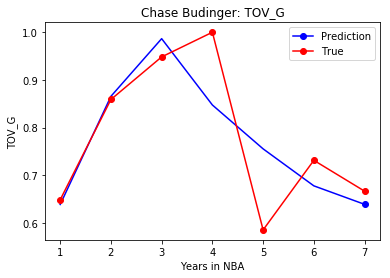 Chase Budinger: TOV_G
Prediction
True
1.0
0.9
0.8
0.7
0.6
TOV_G
1 2 3 4 5 6 7
Years in NBA